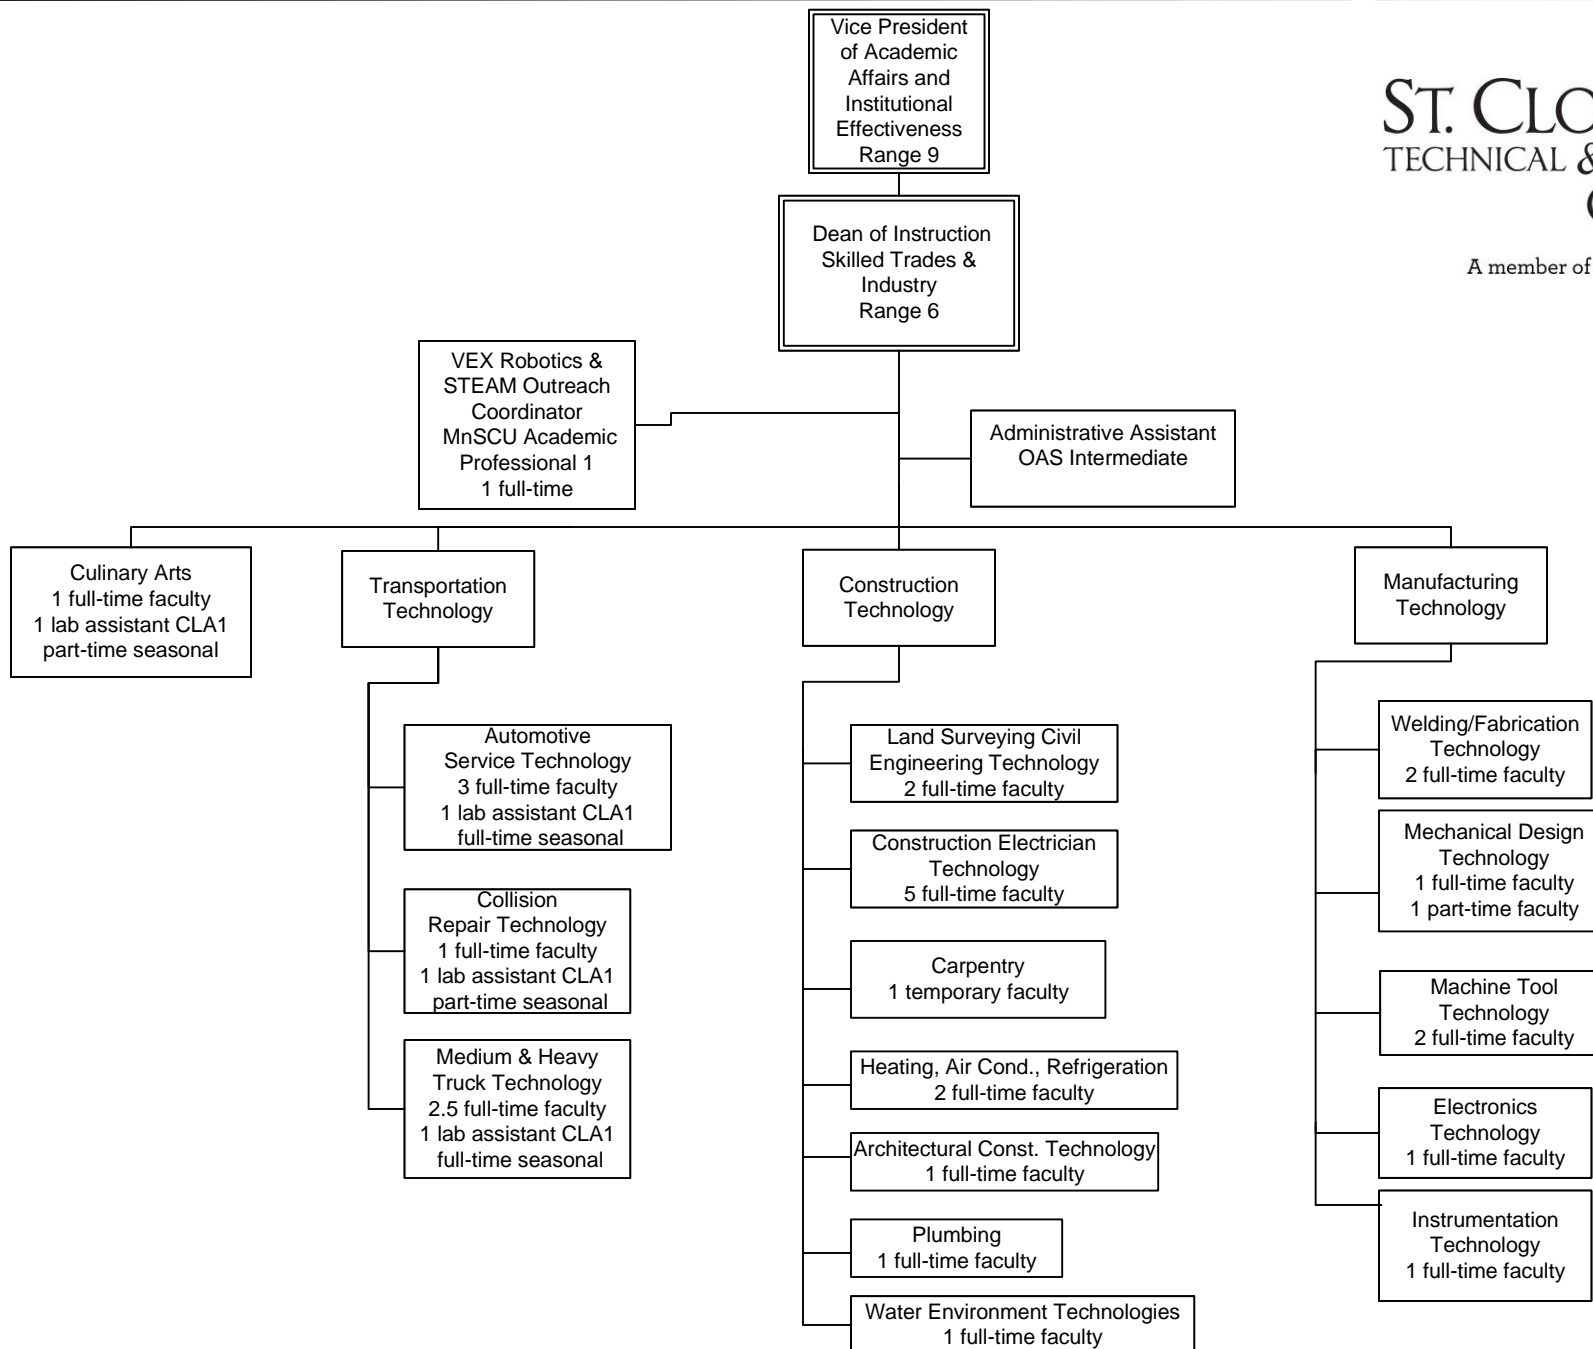 Vice President
of Academic
Affairs and
Institutional
Effectiveness
Range 9
ST. CLO
TECHNICAL &
A member of
Dean of Instruction
Skilled Trades &
Industry
Range 6
VEX Robotics &
STEAM Outreach
Coordinator
MnSCU Academic
Professional 1
1 full-time
Administrative Assistant
OAS Intermediate
Culinary Arts
1 full-time faculty
1 lab assistant CLA1
part-time seasonal
Transportation
Technology
Construction
Technology
Manufacturing
Technology
Automotive
Service Technology
3 full-time faculty
1 lab assistant CLA1
full-time seasonal
Collision
Repair Technology
1 full-time faculty
1 lab assistant CLA1
part-time seasonal
Medium & Heavy
Truck Technology
2.5 full-time faculty
1 lab assistant CLA1
full-time seasonal
Land Surveying Civil
Engineering Technology
2 full-time faculty
Construction Electrician
Technology
5 full-time faculty
Carpentry
1 temporary faculty
Heating, Air Cond., Refrigeration
2 full-time faculty
Architectural Const. Technology
1 full-time faculty
Plumbing
1 full-time faculty
Water Environment Technologies
1 full-time faculty
Welding/Fabrication
Technology
2 full-time faculty
Mechanical Design
Technology
1 full-time faculty
1 part-time faculty
Machine Tool
Technology
2 full-time faculty
Electronics
Technology
1 full-time faculty
Instrumentation
Technology
1 full-time faculty